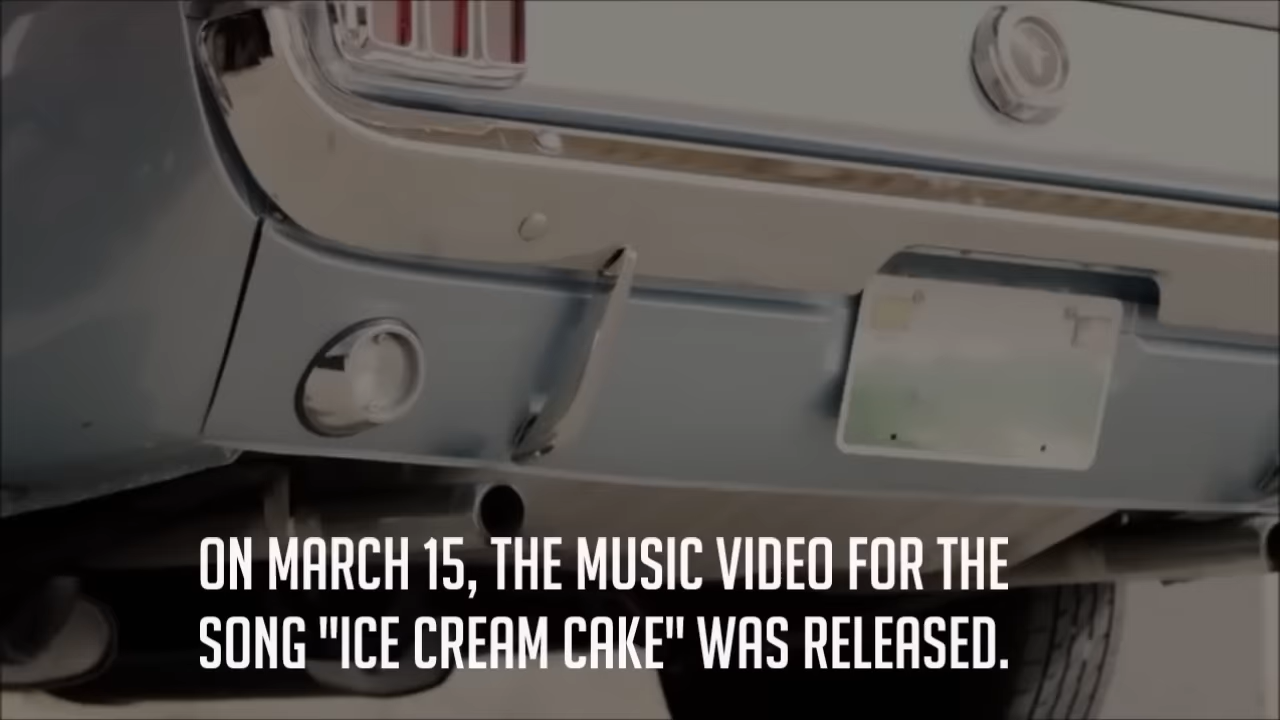 ON MARCH 15, THE MUSIC VIDEO FOR THE
SONG "ICE CREAM CAKE" WAS RELEASED.